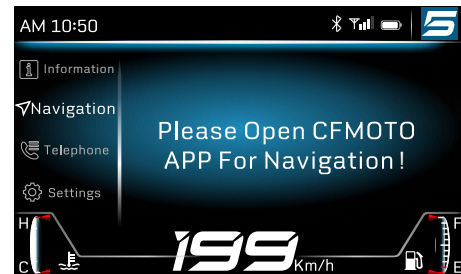 AM 10:50
S
Information
Navigation
Telephone
Settings
Please Open CFMOTO
APP For Navigation!
H
C
199
Km/h
F
E